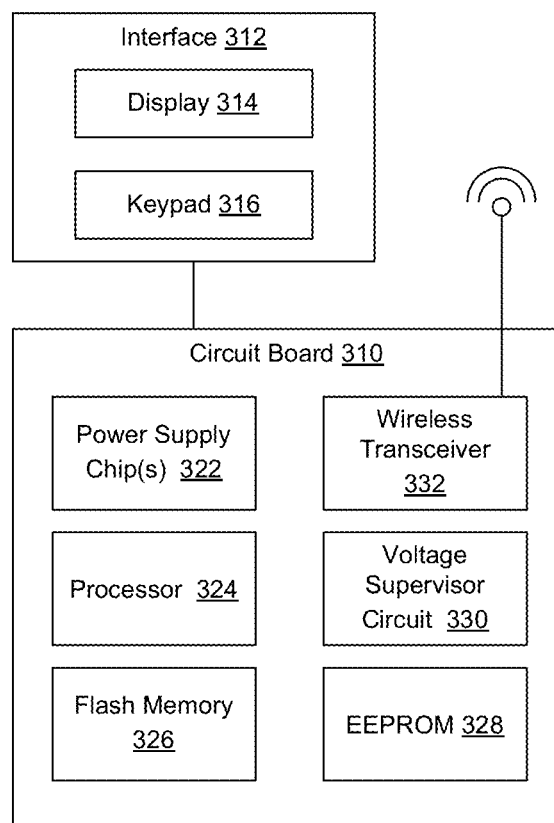 Interface 312
Display 314
Keypad 316
Circuit Board 310
Power Supply
Chip(s) 322
Wireless
Transceiver
332
Processor 324
Voltage
Supervisor
Circuit 330
Flash Memory
326
EEPROM 328